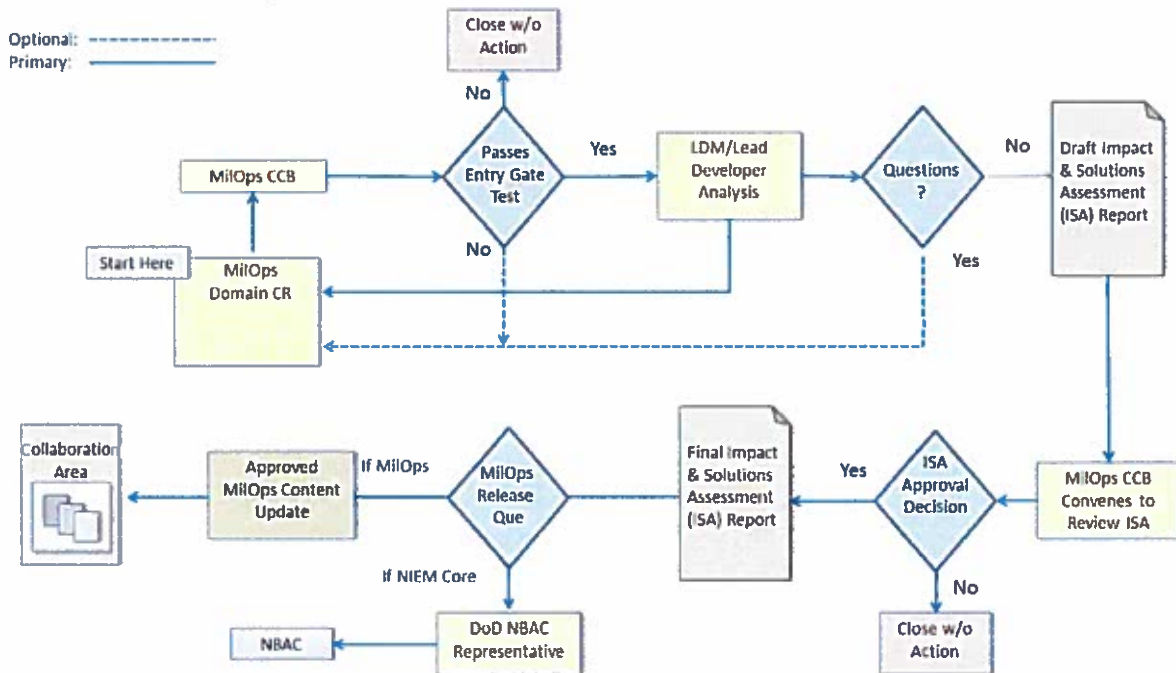 Optional:
Primary:
Close w/o
Action
No
Passes
Entry Gate
Test
Yes
LDM/Lead
Developer
Analysis
Questions
?
No
Draft Impact
& Solutions
Assessment
(ISA) Report
MilOps CCB
No
Yes
Start Here
MilOps
Domain CR
Collaboration
Area
Approved
MilOps Content
Update
If MilOps
MilOps
Release
Que
Final Impact
& Solutions
Assessment
(ISA) Report
Yes
ISA
Approval
Decision
MilOps CCB
Convenes to
Review ISA
If NIEM Core
No
NBAC
DoD NBAC
Representative
Close w/o
Action